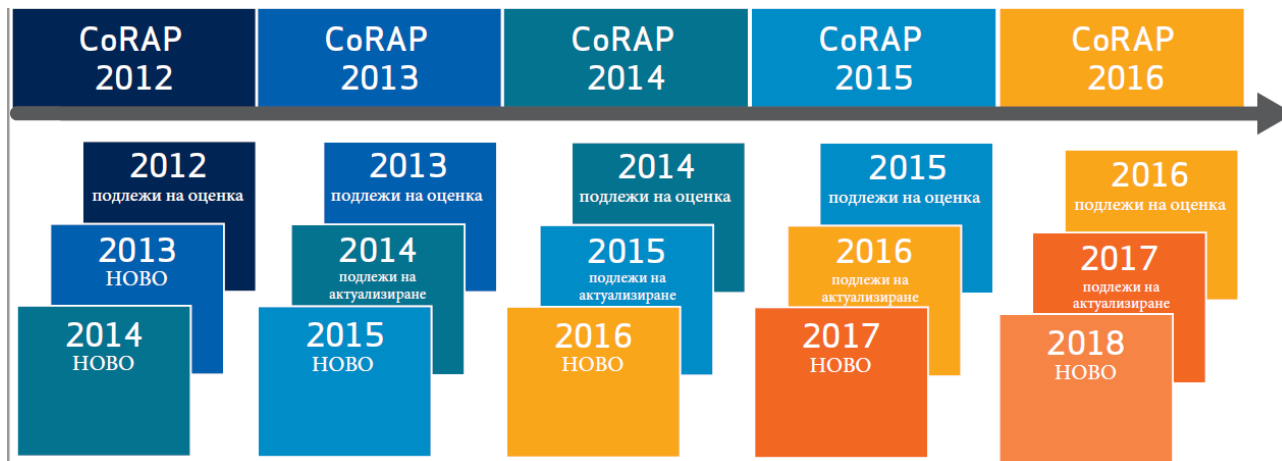 CoRAP
2012
CoRAP
2013
CoRAP
2014
CoRAP
2015
CoRAP
2016
2012
подлежи на оценка
2013
НОВО
2014
НОВО
2013
подлежи на оценка
2014
подлежи на
актуализиране
2015
НОВО
2014
подлежи на оценка
2015
подлежи на
актуализиране
2016
НОВО
2015
подлежи на оценка
2016
подлежи на
актуализиране
2017
НОВО
2016
подлежи на оценка
2017
подлежи на
актуализиране
2018
НОВО